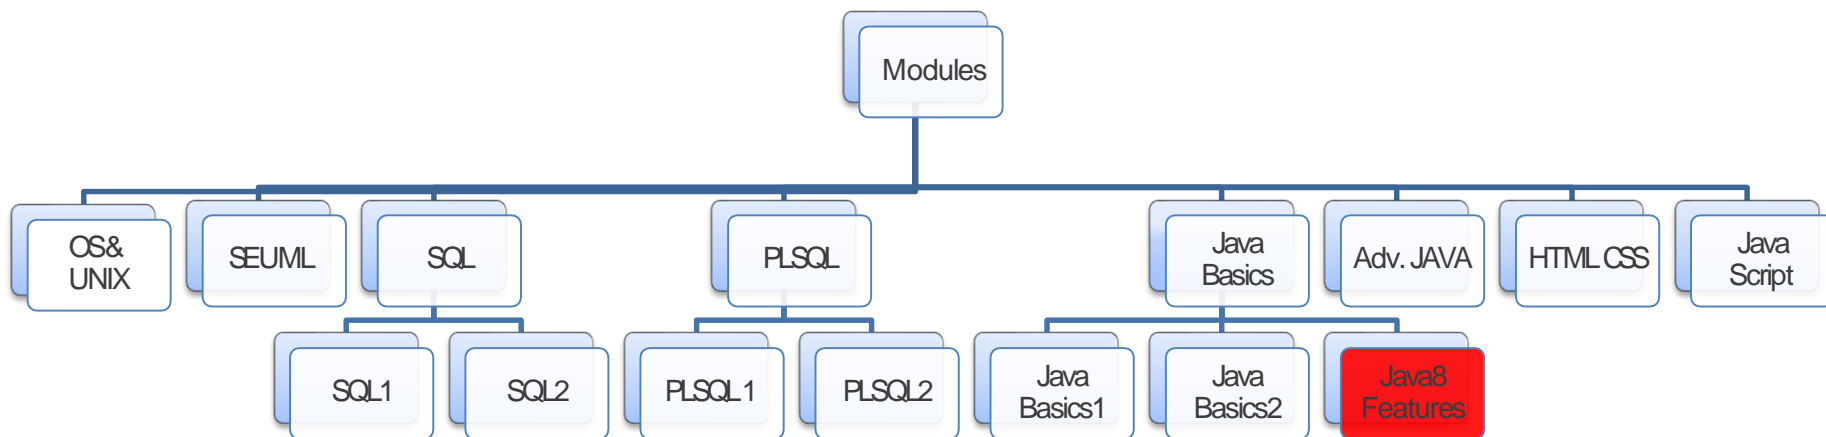 Modules
OS&
UNIX
SEUML
SQL
PLSQL
Java
Basics
Adv. JAVA
HTML CSS
Java
Script
SQL1
SQL2
PLSQL1
PLSQL2
Java
Basics1
Java
Basics2
Java8
Features